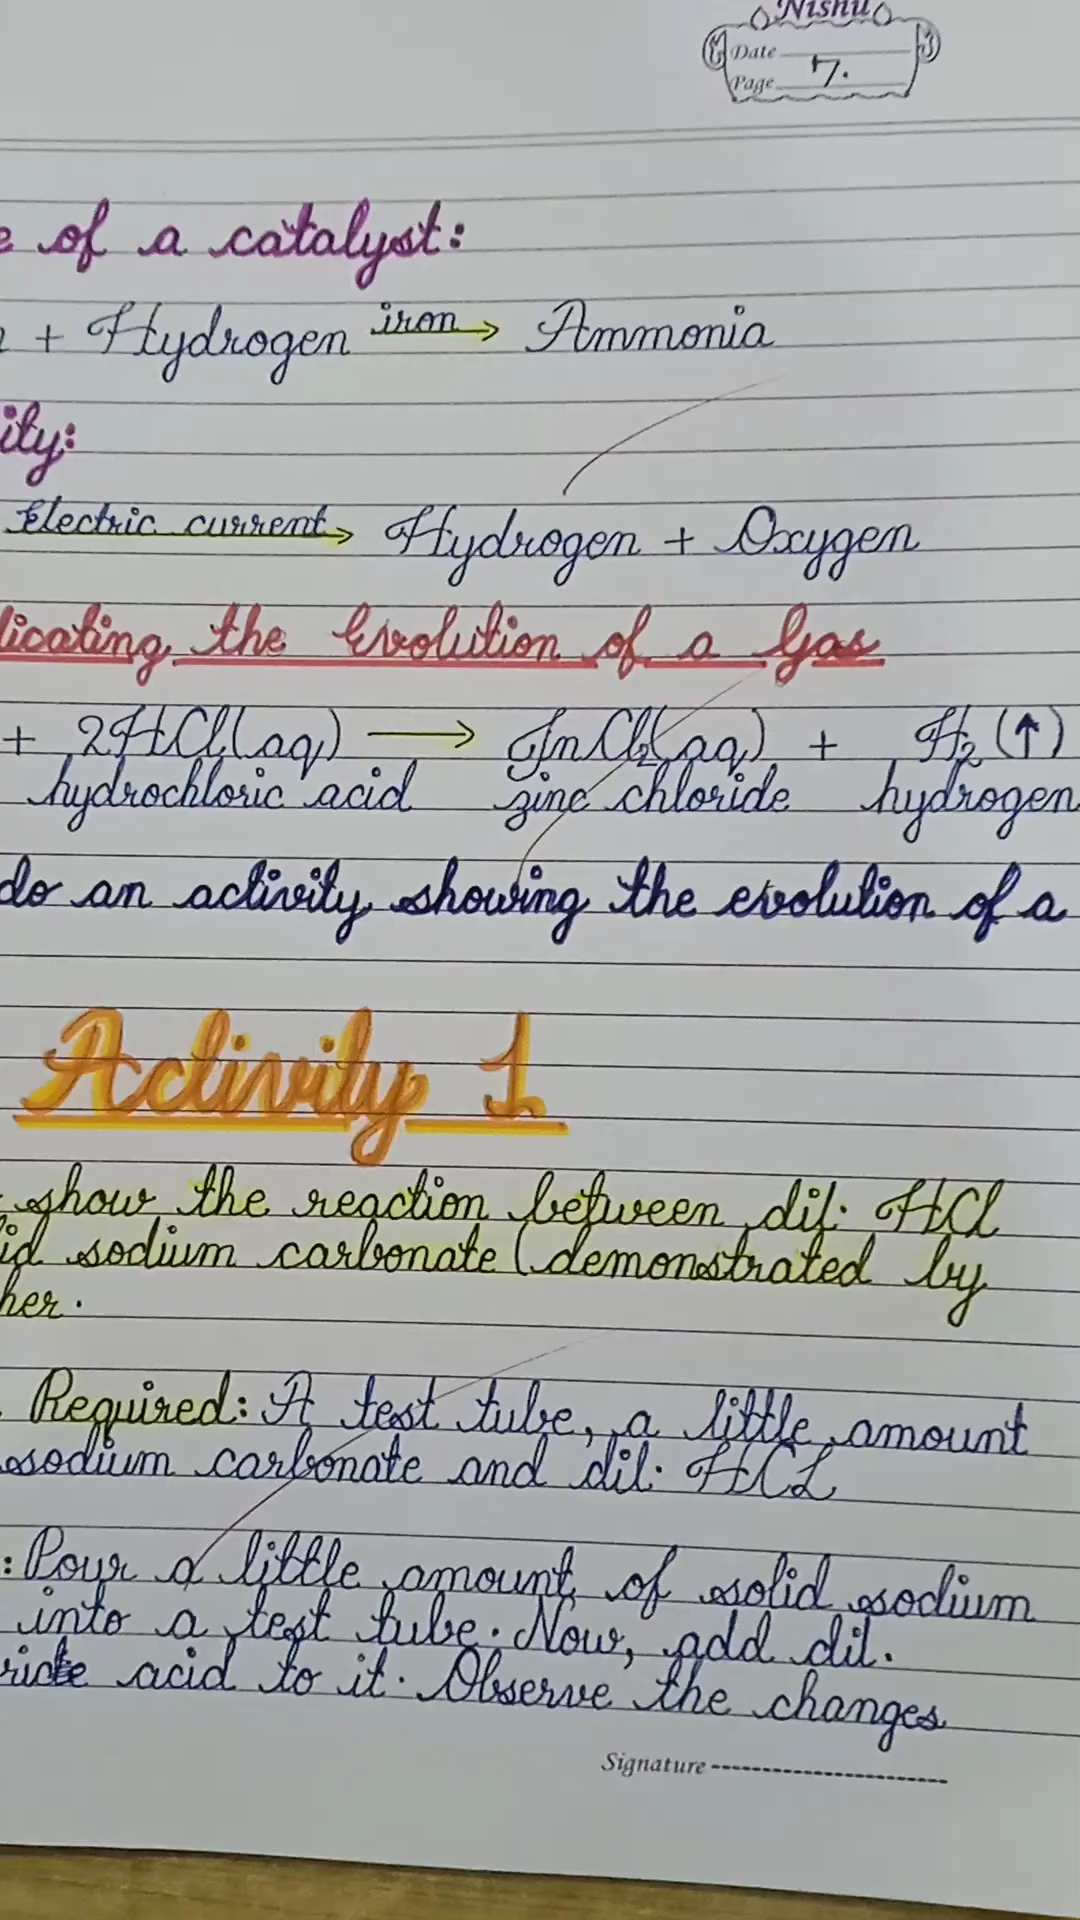 Nishu
Date
Page 7.
e of a catalyst:
+ Hydrogen iron→ Ammonia
ity:
Electric current→ Hydrogen + Oxygen
licating the Evolution of a Gas
+ 2HCl(aq) ⟶ ZnCl₂(aq) + H₂(↑)
hydrochloric acid zinc chloride hydrogen
do an activity showing the evolution of a
Activity 1
show the reaction between dil. HCl
id sodium carbonate (demonstrated by
her.
Required: A test tube, a little amount
sodium carbonate and dil. HCL
: Pour a little amount of solid sodium
into a test tube. Now, add dil.
ride acid to it. Observe the changes
Signature